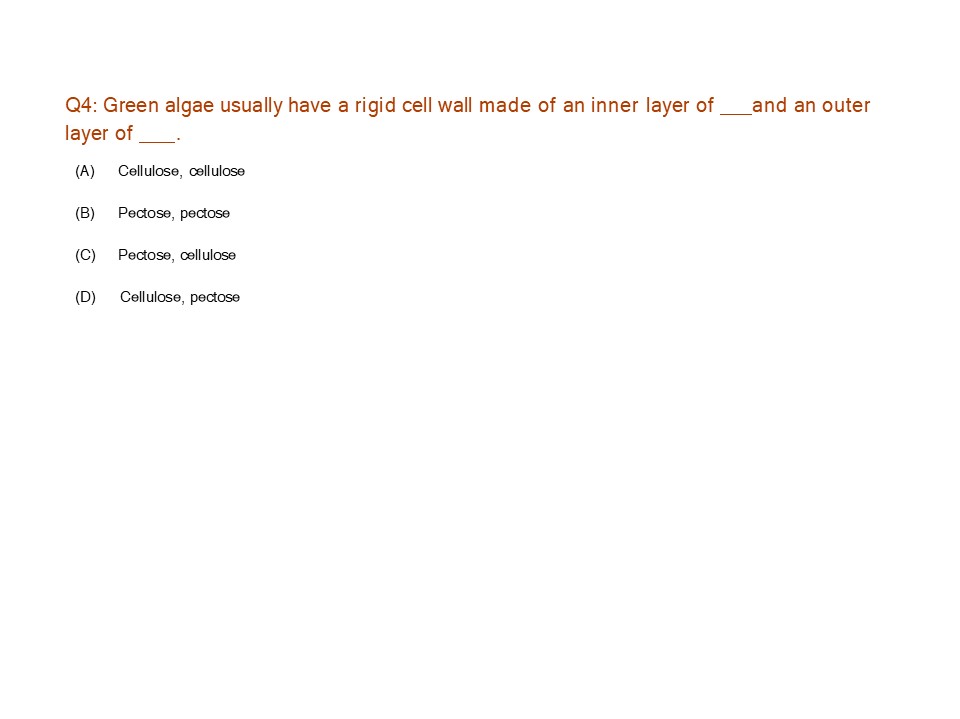 Q4: Green algae usually have a rigid cell wall made of an inner layer of ___and an outer
layer of ___.
(A) Cellulose, cellulose
(B) Pectose, pectose
(C) Pectose, cellulose
(D) Cellulose, pectose